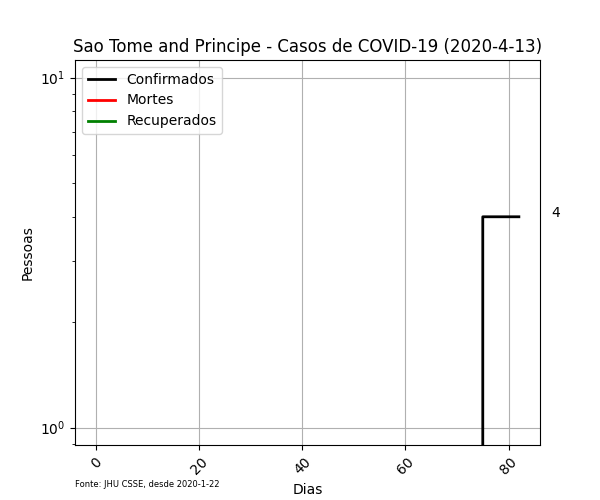 Sao Tome and Principe - Casos de COVID-19 (2020-4-13)
Confirmados
Mortes
Recuperados
10¹
10⁰
Pessoas
4
0 20 40 60 80
Dias
Fonte: JHU CSSE, desde 2020-1-22